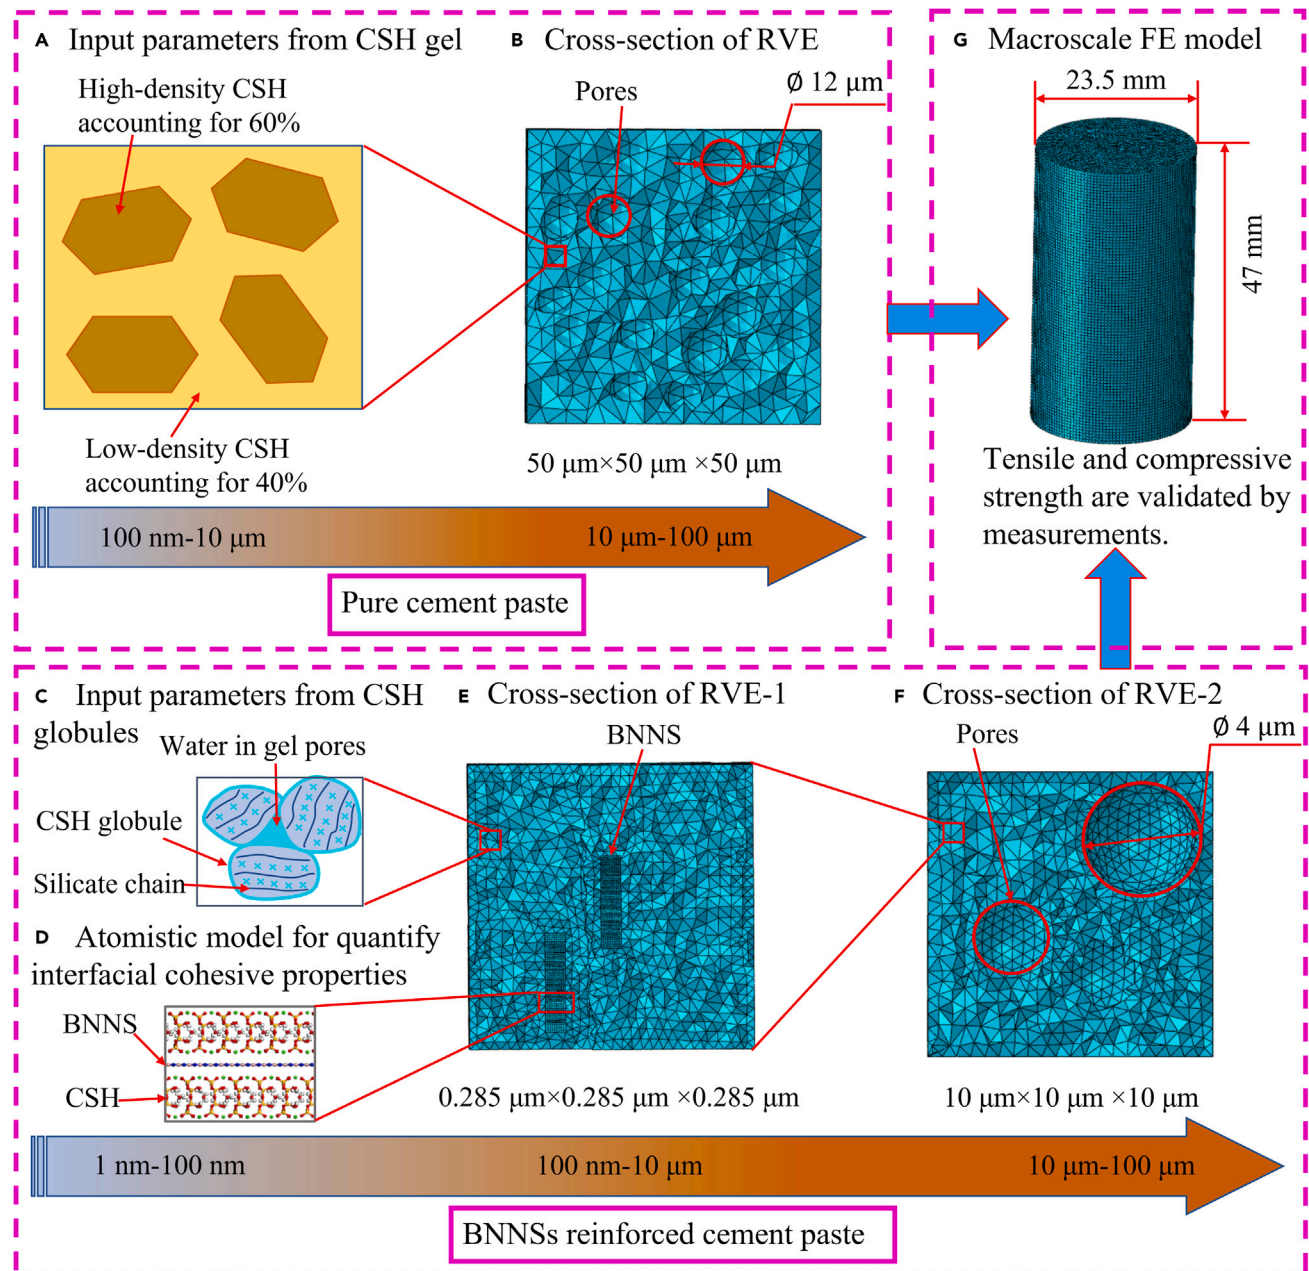 A Input parameters from CSH gel
High-density CSH
accounting for 60%
Low-density CSH
accounting for 40%
B Cross-section of RVE
Pores
Ø 12 μm
50 μm×50 μm ×50 μm
100 nm-10 μm
10 μm-100 μm
Pure cement paste
G Macroscale FE model
23.5 mm
47 mm
Tensile and compressive
strength are validated by
measurements.
C Input parameters from CSH
globules
Water in gel pores
CSH globule
Silicate chain
D Atomistic model for quantify
interfacial cohesive properties
BNNS
CSH
E Cross-section of RVE-1
BNNS
0.285 μm×0.285 μm ×0.285 μm
F Cross-section of RVE-2
Pores
Ø 4 μm
10 μm×10 μm ×10 μm
1 nm-100 nm
100 nm-10 μm
10 μm-100 μm
BNNSs reinforced cement paste